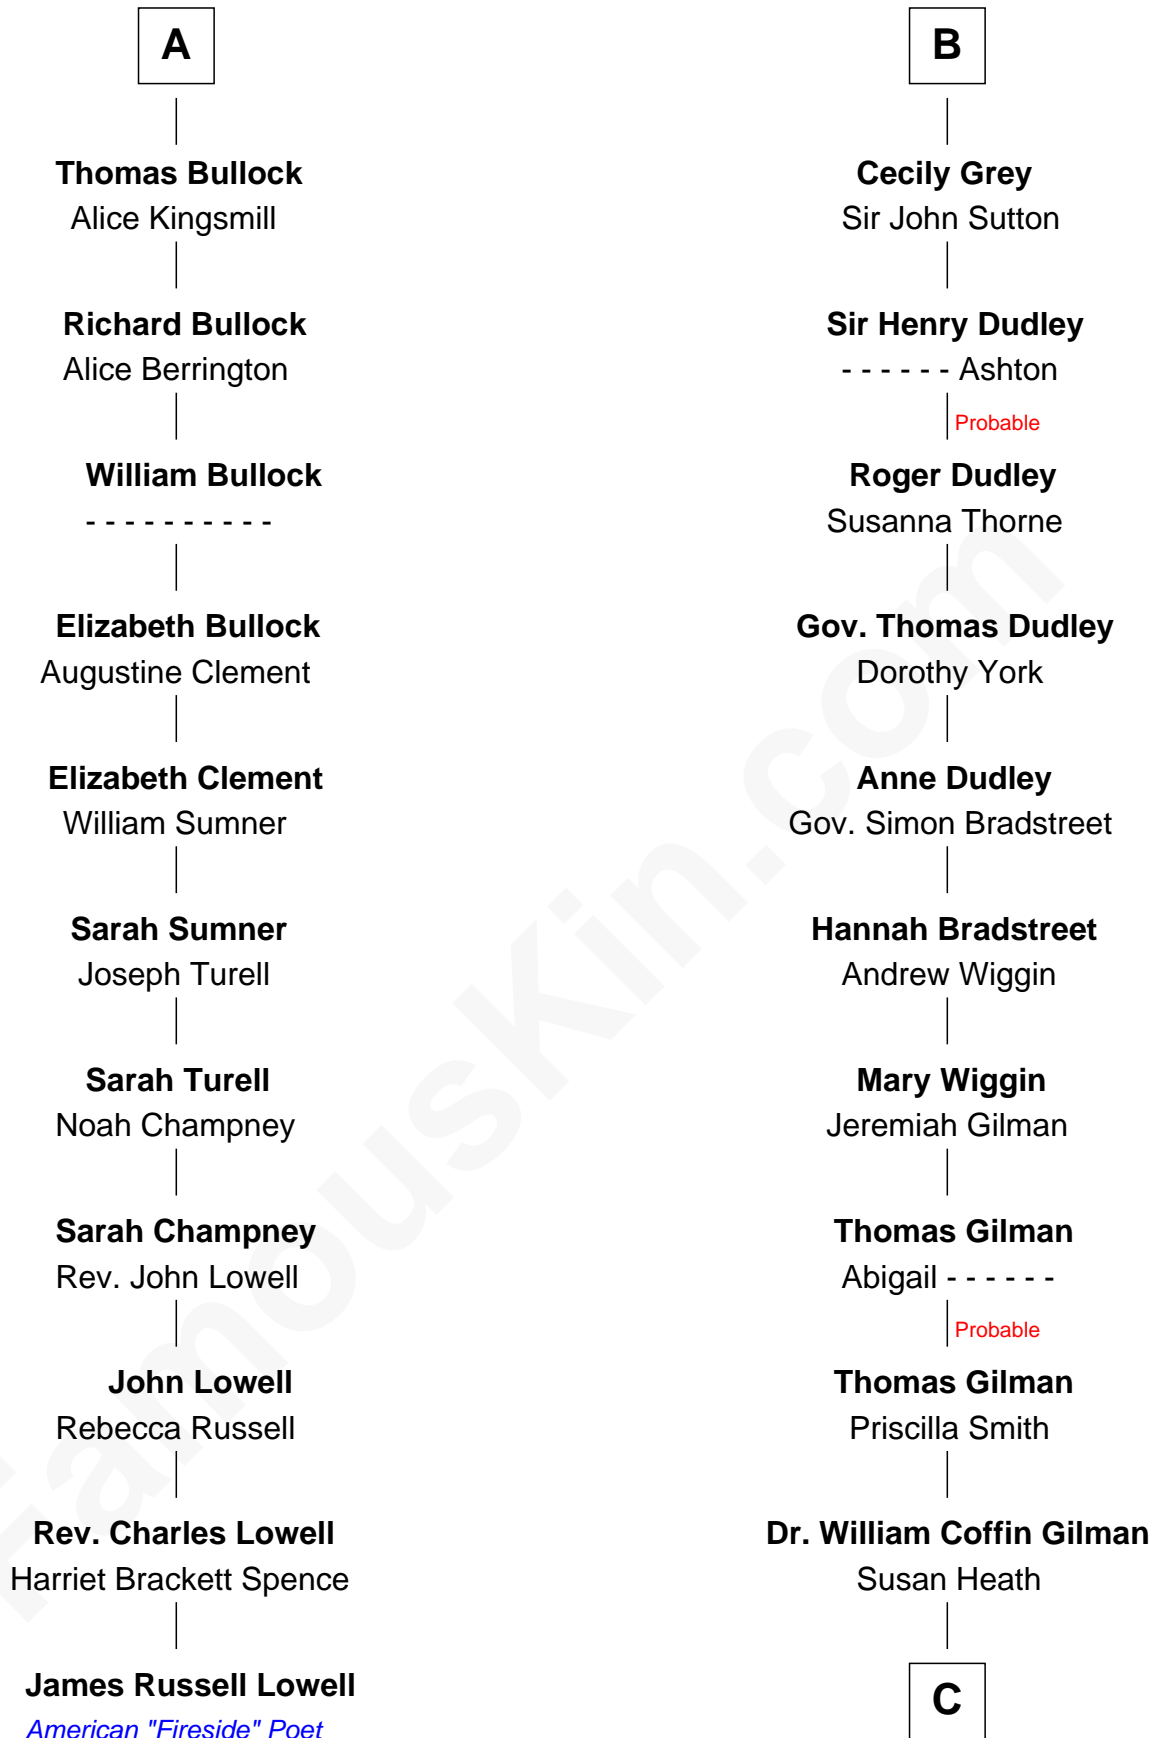 A
Thomas Bullock
Alice Kingsmill
Richard Bullock
Alice Berrington
William Bullock
- - - - - - - - - -
Elizabeth Bullock
Augustine Clement
Elizabeth Clement
William Sumner
Sarah Sumner
Joseph Turell
Sarah Turell
Noah Champney
Sarah Champney
Rev. John Lowell
John Lowell
Rebecca Russell
Rev. Charles Lowell
Harriet Brackett Spence
James Russell Lowell
American "Fireside" Poet
B
Cecily Grey
Sir John Sutton
Sir Henry Dudley
- - - - - - Ashton
Probable
Roger Dudley
Susanna Thorne
Gov. Thomas Dudley
Dorothy York
Anne Dudley
Gov. Simon Bradstreet
Hannah Bradstreet
Andrew Wiggin
Mary Wiggin
Jeremiah Gilman
Thomas Gilman
Abigail - - - - - -
Probable
Thomas Gilman
Priscilla Smith
Dr. William Coffin Gilman
Susan Heath
C
FamousKin.com